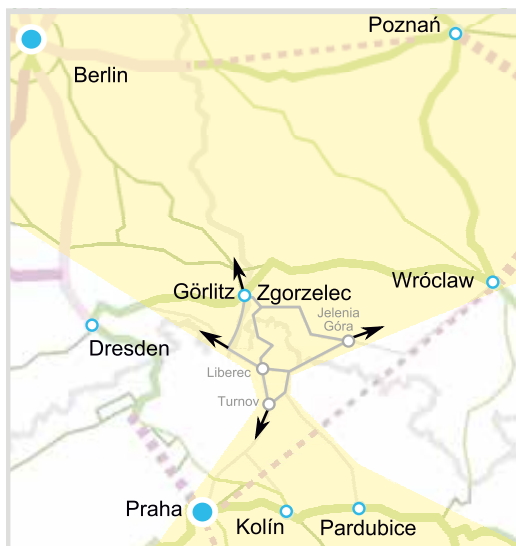 Poznań
Berlin
Wróclaw
Görlitz
Zgorzelec
Jelenia
Góra
Dresden
Liberec
Turnov
Praha
Kolín
Pardubice